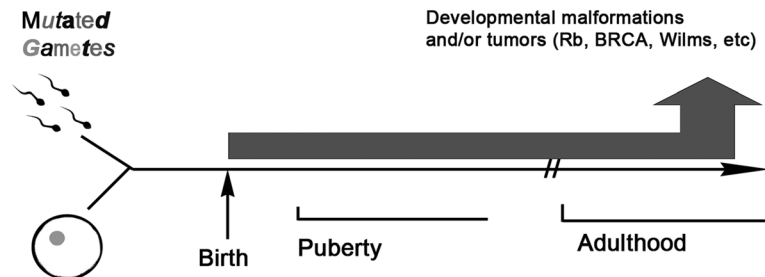 Mutated
Gametes
Developmental malformations
and/or tumors (Rb, BRCA, Wilms, etc)
Birth
Puberty
Adulthood